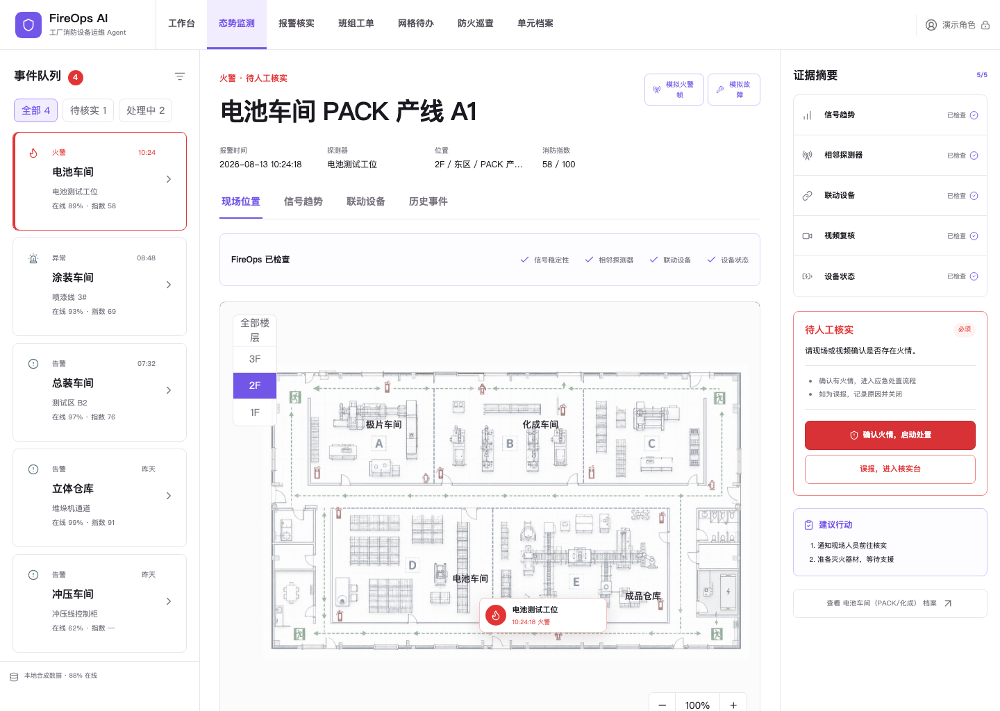 FireOps AI
工厂消防设备运维 Agent
工作台
态势监测
报警核实
班组工单
网格待办
防火巡查
单元档案
演示角色
事件队列 4
全部 4
待核实 1
处理中 2
火警 10:24
电池车间
电池测试工位
在线 89% · 指数 58
异常 08:48
涂装车间
喷漆线 3#
在线 93% · 指数 69
告警 07:32
总装车间
测试区 B2
在线 97% · 指数 76
告警 昨天
立体仓库
堆垛机通道
在线 99% · 指数 91
告警 昨天
冲压车间
冲压线控制柜
在线 62% · 指数 —
本地合成数据 · 88% 在线
火警 · 待人工核实
电池车间 PACK 产线 A1
模拟火警
帧
模拟故
障
报警时间
2026-08-13 10:24:18
探测器
电池测试工位
位置
2F / 东区 / PACK 产...
消防指数
58 / 100
现场位置
信号趋势
联动设备
历史事件
FireOps 已检查
信号稳定性
相邻探测器
联动设备
设备状态
全部楼
层
3F
2F
1F
极片车间
A
化成车间
B
C
D
电池车间
E
成品仓库
电池测试工位
10:24:18 火警
100%
证据摘要 5/5
信号趋势 已检查
相邻探测器 已检查
联动设备 已检查
视频复核 已检查
设备状态 已检查
待人工核实 必须
请现场或视频确认是否存在火情。
确认有火情，进入应急处置流程
如为误报，记录原因并关闭
确认火情，启动处置
误报，进入核实台
建议行动
1. 通知现场人员前往核实
2. 准备灭火器材，等待支援
查看 电池车间（PACK/化成） 档案